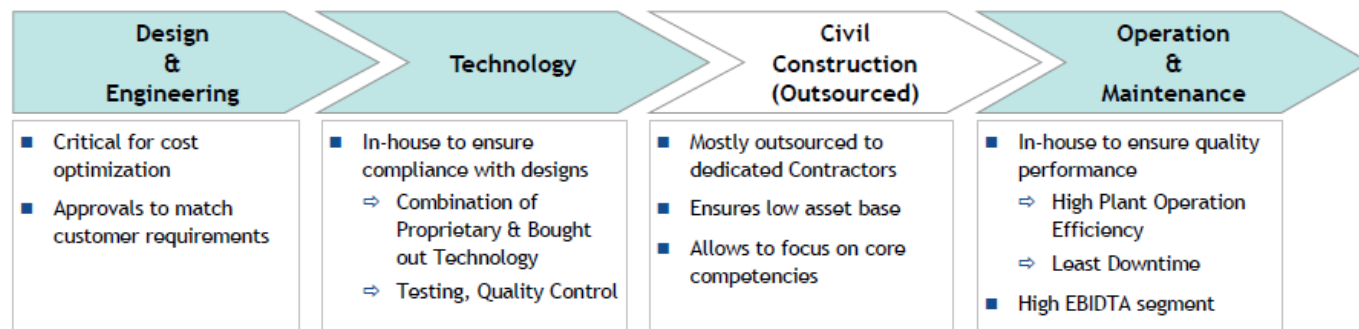 Design
&
Engineering
Technology
Civil
Construction
(Outsourced)
Operation
&
Maintenance
■ Critical for cost
optimization
■ Approvals to match
customer requirements
■ In-house to ensure
compliance with designs
⇨ Combination of
Proprietary & Bought
out Technology
⇨ Testing, Quality Control
■ Mostly outsourced to
dedicated Contractors
■ Ensures low asset base
■ Allows to focus on core
competencies
■ In-house to ensure quality
performance
⇨ High Plant Operation
Efficiency
⇨ Least Downtime
■ High EBIDTA segment